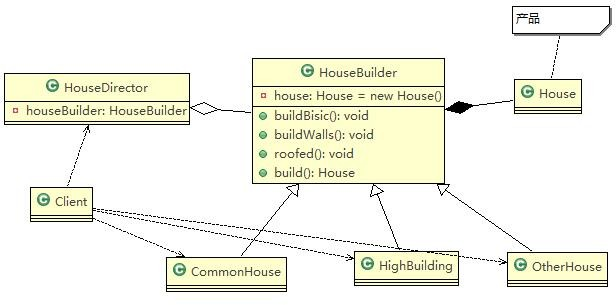 产品
HouseBuilder
HouseDirector
house: House = new House()
House
houseBuilder: HouseBuilder
buildBisic(): void
buildWalls(): void
roofed(): void
build(): House
Client
CommonHouse
HighBuilding
OtherHouse